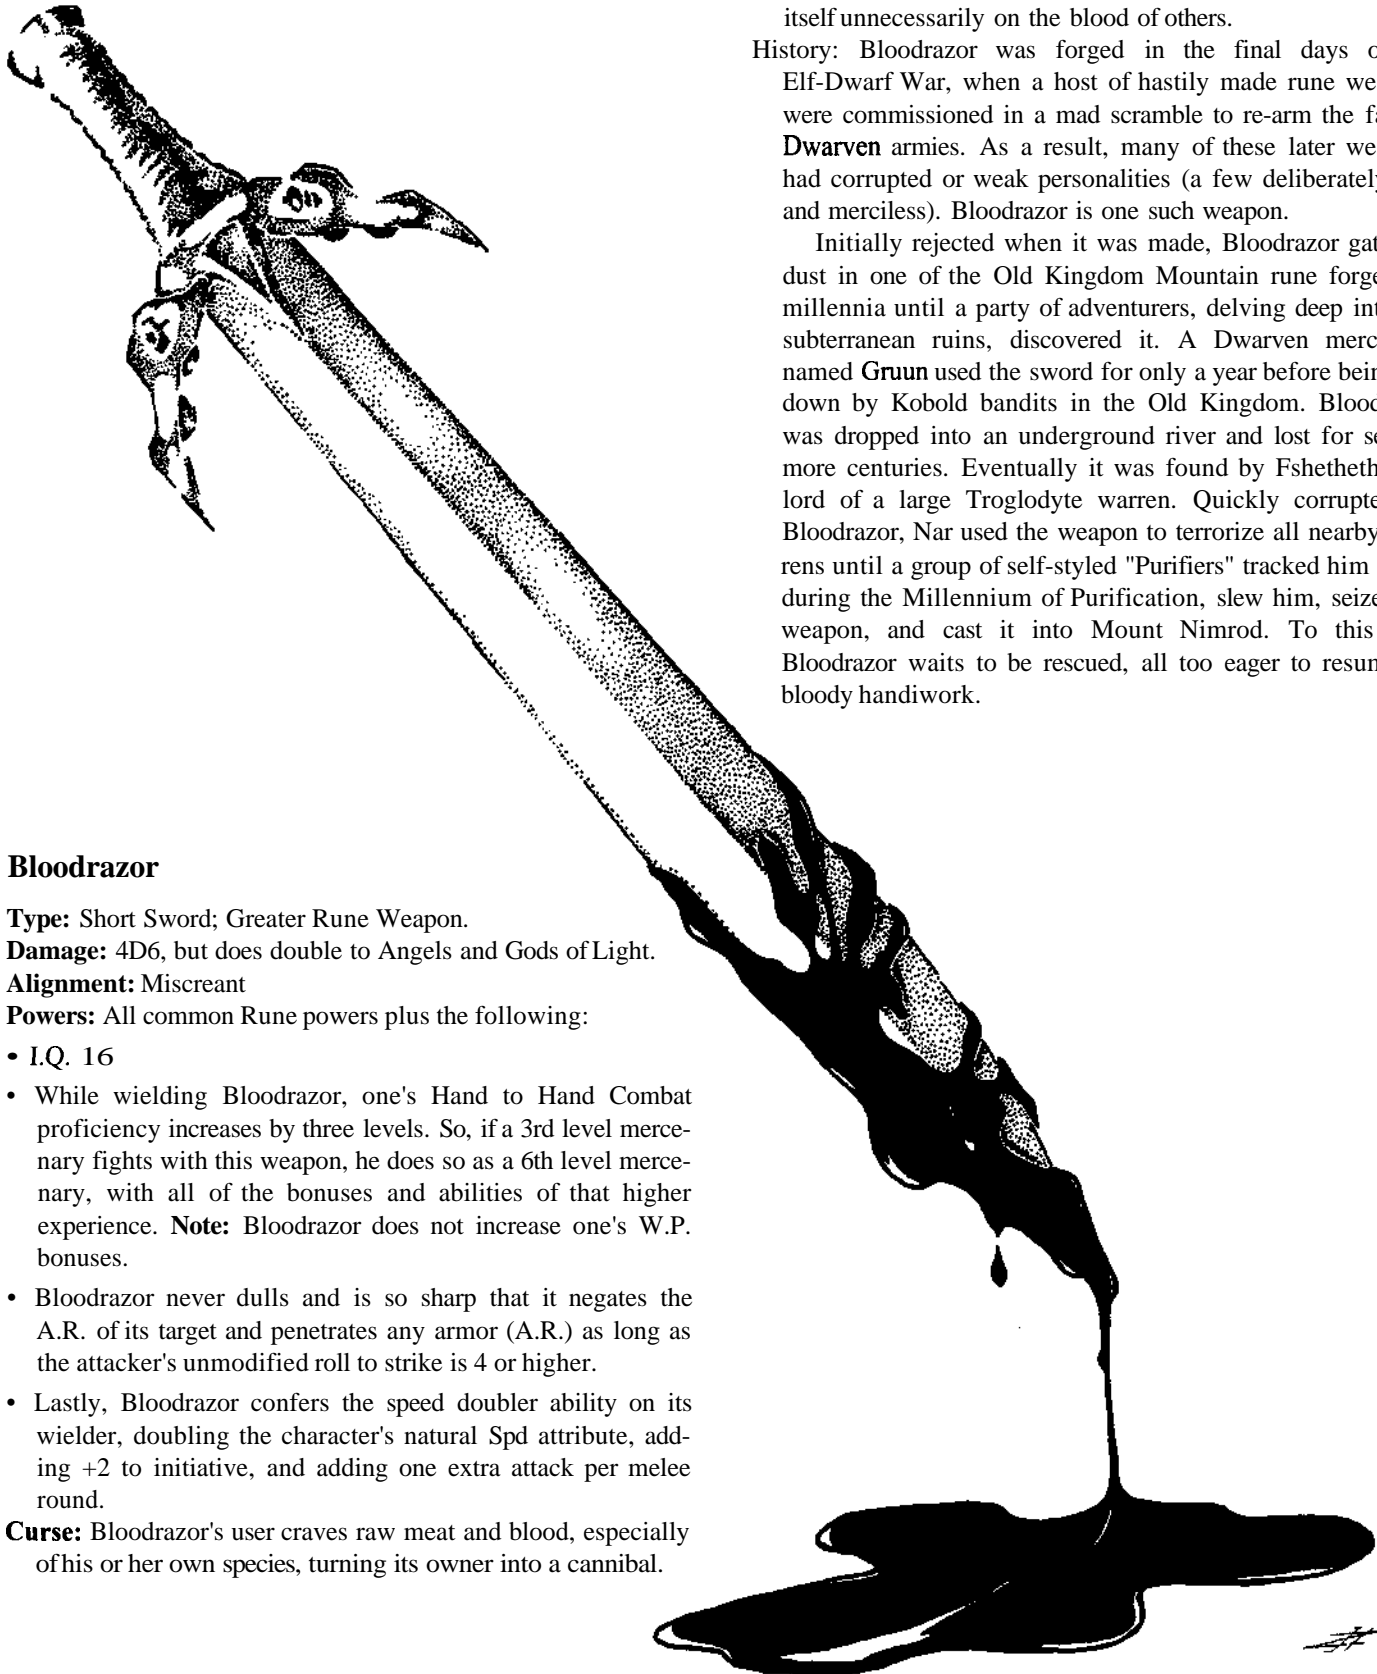 Bloodrazor
Type: Short Sword; Greater Rune Weapon.
Damage: 4D6, but does double to Angels and Gods of Light.
Alignment: Miscreant
Powers: All common Rune powers plus the following:
• I.Q. 16
• While wielding Bloodrazor, one's Hand to Hand Combat
proficiency increases by three levels. So, if a 3rd level merce-
nary fights with this weapon, he does so as a 6th level merce-
nary, with all of the bonuses and abilities of that higher
experience. Note: Bloodrazor does not increase one's W.P.
bonuses.
• Bloodrazor never dulls and is so sharp that it negates the
A.R. of its target and penetrates any armor (A.R.) as long as
the attacker's unmodified roll to strike is 4 or higher.
• Lastly, Bloodrazor confers the speed doubler ability on its
wielder, doubling the character's natural Spd attribute, add-
ing +2 to initiative, and adding one extra attack per melee
round.
Curse: Bloodrazor's user craves raw meat and blood, especially
of his or her own species, turning its owner into a cannibal.
itself unnecessarily on the blood of others.
History: Bloodrazor was forged in the final days o
Elf-Dwarf War, when a host of hastily made rune we
were commissioned in a mad scramble to re-arm the fa
Dwarven armies. As a result, many of these later we
had corrupted or weak personalities (a few deliberately
and merciless). Bloodrazor is one such weapon.
Initially rejected when it was made, Bloodrazor gat
dust in one of the Old Kingdom Mountain rune forge
millennia until a party of adventurers, delving deep int
subterranean ruins, discovered it. A Dwarven merc
named Gruun used the sword for only a year before bein
down by Kobold bandits in the Old Kingdom. Blood
was dropped into an underground river and lost for se
more centuries. Eventually it was found by Fshetheth
lord of a large Troglodyte warren. Quickly corrupte
Bloodrazor, Nar used the weapon to terrorize all nearby
rens until a group of self-styled "Purifiers" tracked him
during the Millennium of Purification, slew him, seize
weapon, and cast it into Mount Nimrod. To this
Bloodrazor waits to be rescued, all too eager to resum
bloody handiwork.